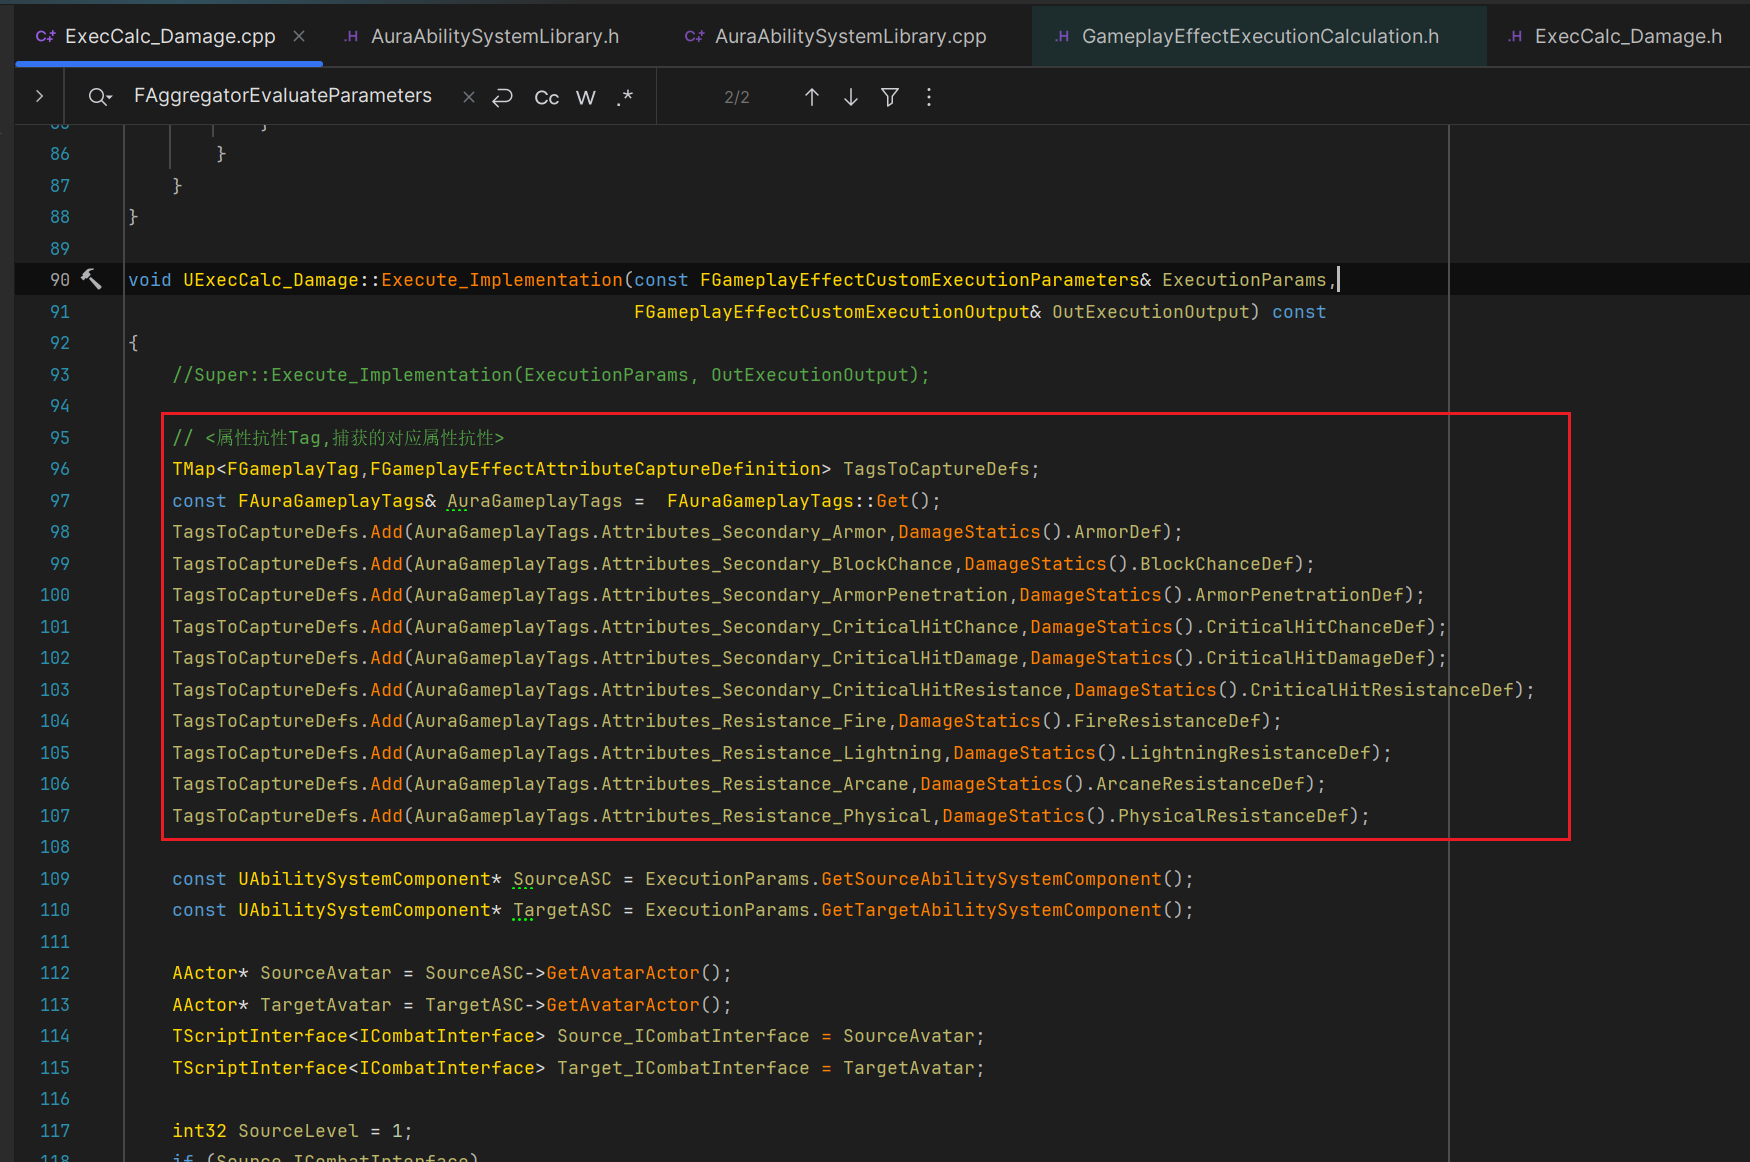 ExecCalc_Damage.cpp AuraAbilitySystemLibrary.h AuraAbilitySystemLibrary.cpp GameplayEffectExecutionCalculation.h ExecCalc_Damage.h
FAggregatorEvaluateParameters Cc W .* 2/2
86 }
87 }
88 }
89
90 void UExecCalc_Damage::Execute_Implementation(const FGameplayEffectCustomExecutionParameters& ExecutionParams,
91 FGameplayEffectCustomExecutionOutput& OutExecutionOutput) const
92 {
93 //Super::Execute_Implementation(ExecutionParams, OutExecutionOutput);
94
95 // <属性抗性Tag,捕获的对应属性抗性>
96 TMap<FGameplayTag,FGameplayEffectAttributeCaptureDefinition> TagsToCaptureDefs;
97 const FAuraGameplayTags& AuraGameplayTags = FAuraGameplayTags::Get();
98 TagsToCaptureDefs.Add(AuraGameplayTags.Attributes_Secondary_Armor,DamageStatics().ArmorDef);
99 TagsToCaptureDefs.Add(AuraGameplayTags.Attributes_Secondary_BlockChance,DamageStatics().BlockChanceDef);
100 TagsToCaptureDefs.Add(AuraGameplayTags.Attributes_Secondary_ArmorPenetration,DamageStatics().ArmorPenetrationDef);
101 TagsToCaptureDefs.Add(AuraGameplayTags.Attributes_Secondary_CriticalHitChance,DamageStatics().CriticalHitChanceDef);
102 TagsToCaptureDefs.Add(AuraGameplayTags.Attributes_Secondary_CriticalHitDamage,DamageStatics().CriticalHitDamageDef);
103 TagsToCaptureDefs.Add(AuraGameplayTags.Attributes_Secondary_CriticalHitResistance,DamageStatics().CriticalHitResistanceDef);
104 TagsToCaptureDefs.Add(AuraGameplayTags.Attributes_Resistance_Fire,DamageStatics().FireResistanceDef);
105 TagsToCaptureDefs.Add(AuraGameplayTags.Attributes_Resistance_Lightning,DamageStatics().LightningResistanceDef);
106 TagsToCaptureDefs.Add(AuraGameplayTags.Attributes_Resistance_Arcane,DamageStatics().ArcaneResistanceDef);
107 TagsToCaptureDefs.Add(AuraGameplayTags.Attributes_Resistance_Physical,DamageStatics().PhysicalResistanceDef);
108
109 const UAbilitySystemComponent* SourceASC = ExecutionParams.GetSourceAbilitySystemComponent();
110 const UAbilitySystemComponent* TargetASC = ExecutionParams.GetTargetAbilitySystemComponent();
111
112 AActor* SourceAvatar = SourceASC->GetAvatarActor();
113 AActor* TargetAvatar = TargetASC->GetAvatarActor();
114 TScriptInterface<ICombatInterface> Source_ICombatInterface = SourceAvatar;
115 TScriptInterface<ICombatInterface> Target_ICombatInterface = TargetAvatar;
116
117 int32 SourceLevel = 1;
118 if (Source_ICombatInterface)